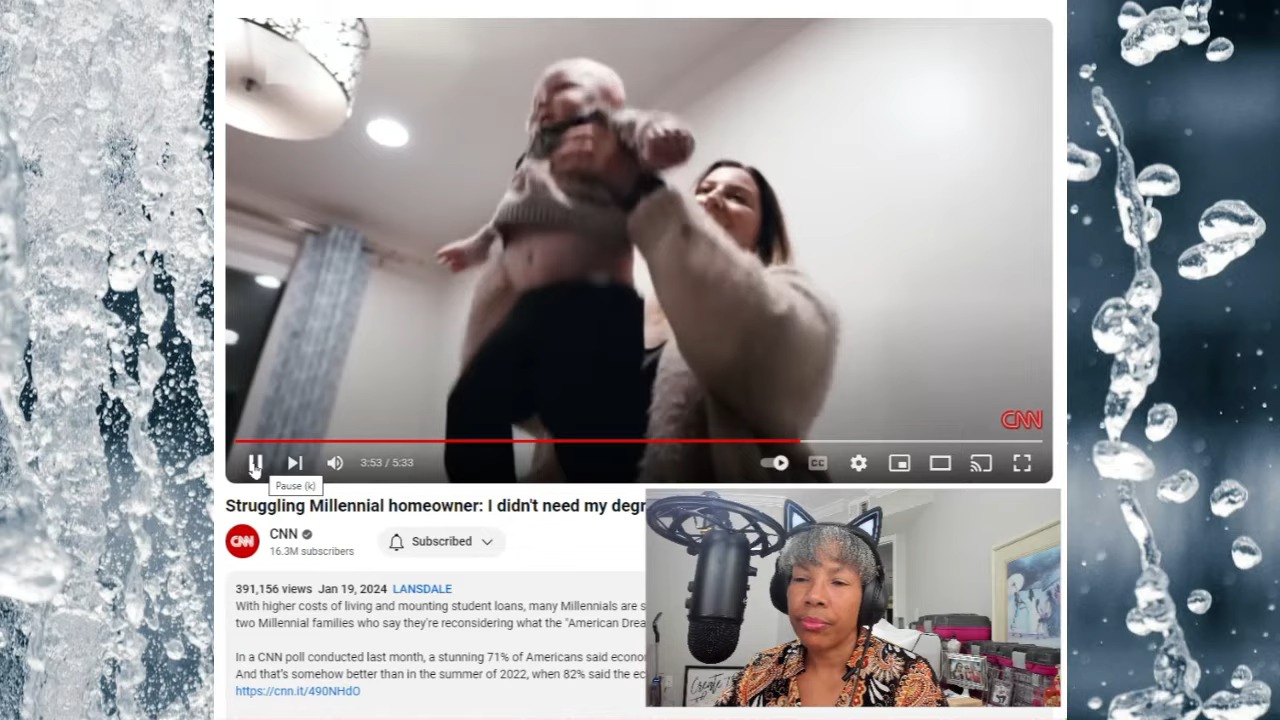 CNN
CC
3:53 / 5:33
Pause (k)
Struggling Millennial homeowner: I didn't need my degr
CNN
CNN
16.3M subscribers
Subscribed
391,156 views Jan 19, 2024 LANSDALE
With higher costs of living and mounting student loans, many Millennials are s
two Millennial families who say they're reconsidering what the "American Drea
In a CNN poll conducted last month, a stunning 71% of Americans said econo
And that's somehow better than in the summer of 2022, when 82% said the ec
https://cnn.it/490NHdO
Create